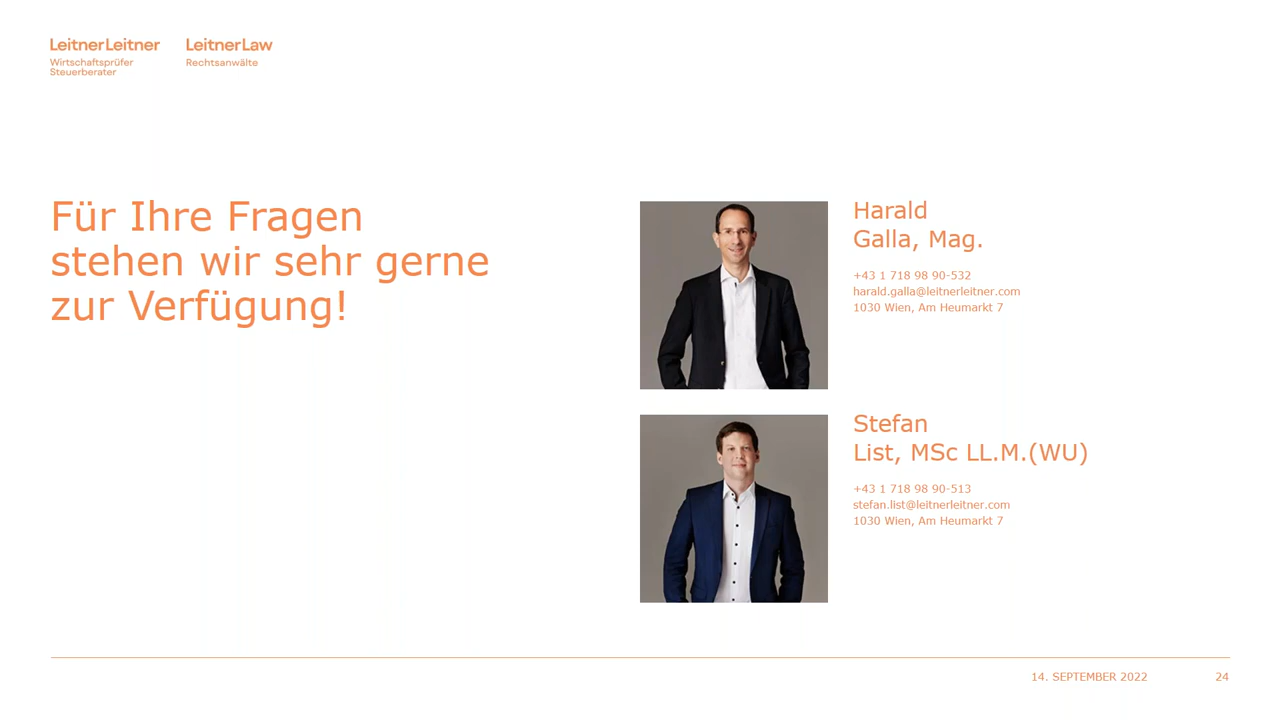 LeitnerLeitner
Wirtschaftsprüfer
Steuerberater
LeitnerLaw
Rechtsanwälte
Für Ihre Fragen
stehen wir sehr gerne
zur Verfügung!
Harald
Galla, Mag.
+43 1 718 98 90-532
harald.galla@leitnerleitner.com
1030 Wien, Am Heumarkt 7
Stefan
List, MSc LL.M.(WU)
+43 1 718 98 90-513
stefan.list@leitnerleitner.com
1030 Wien, Am Heumarkt 7
14. SEPTEMBER 2022
24